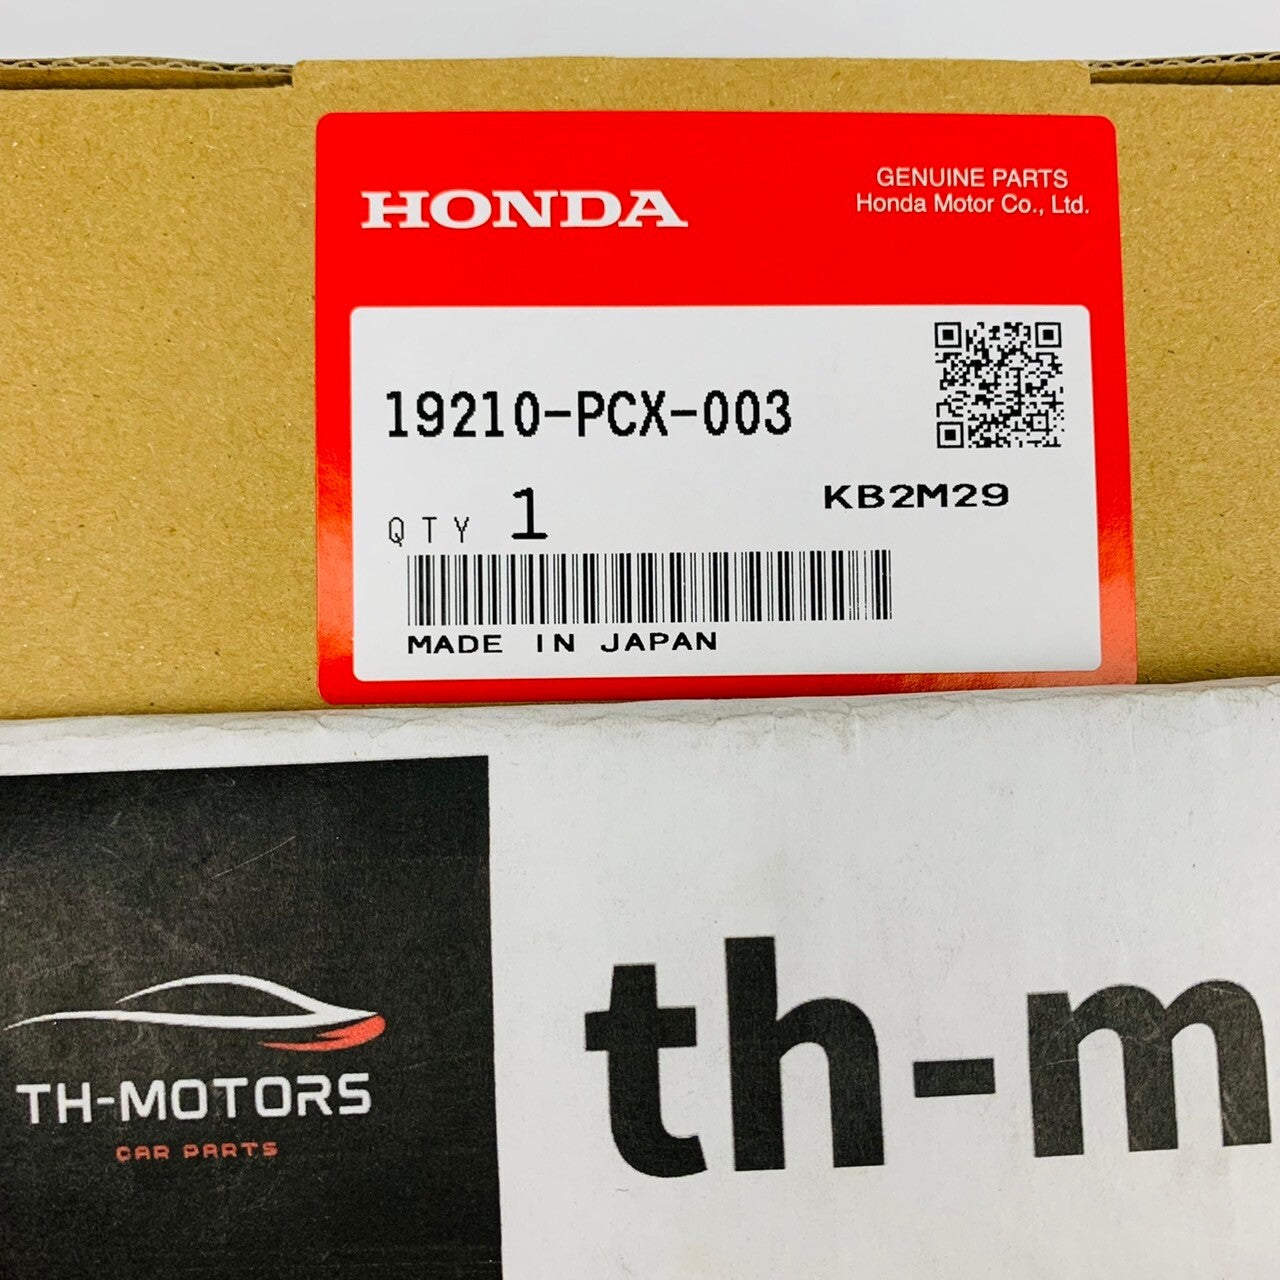 HONDA
GENUINE PARTS
Honda Motor Co., Ltd.
19210-PCX-003
KB2M29
QTY 1
MADE IN JAPAN
TH-MOTORS
CAR PARTS
th-m